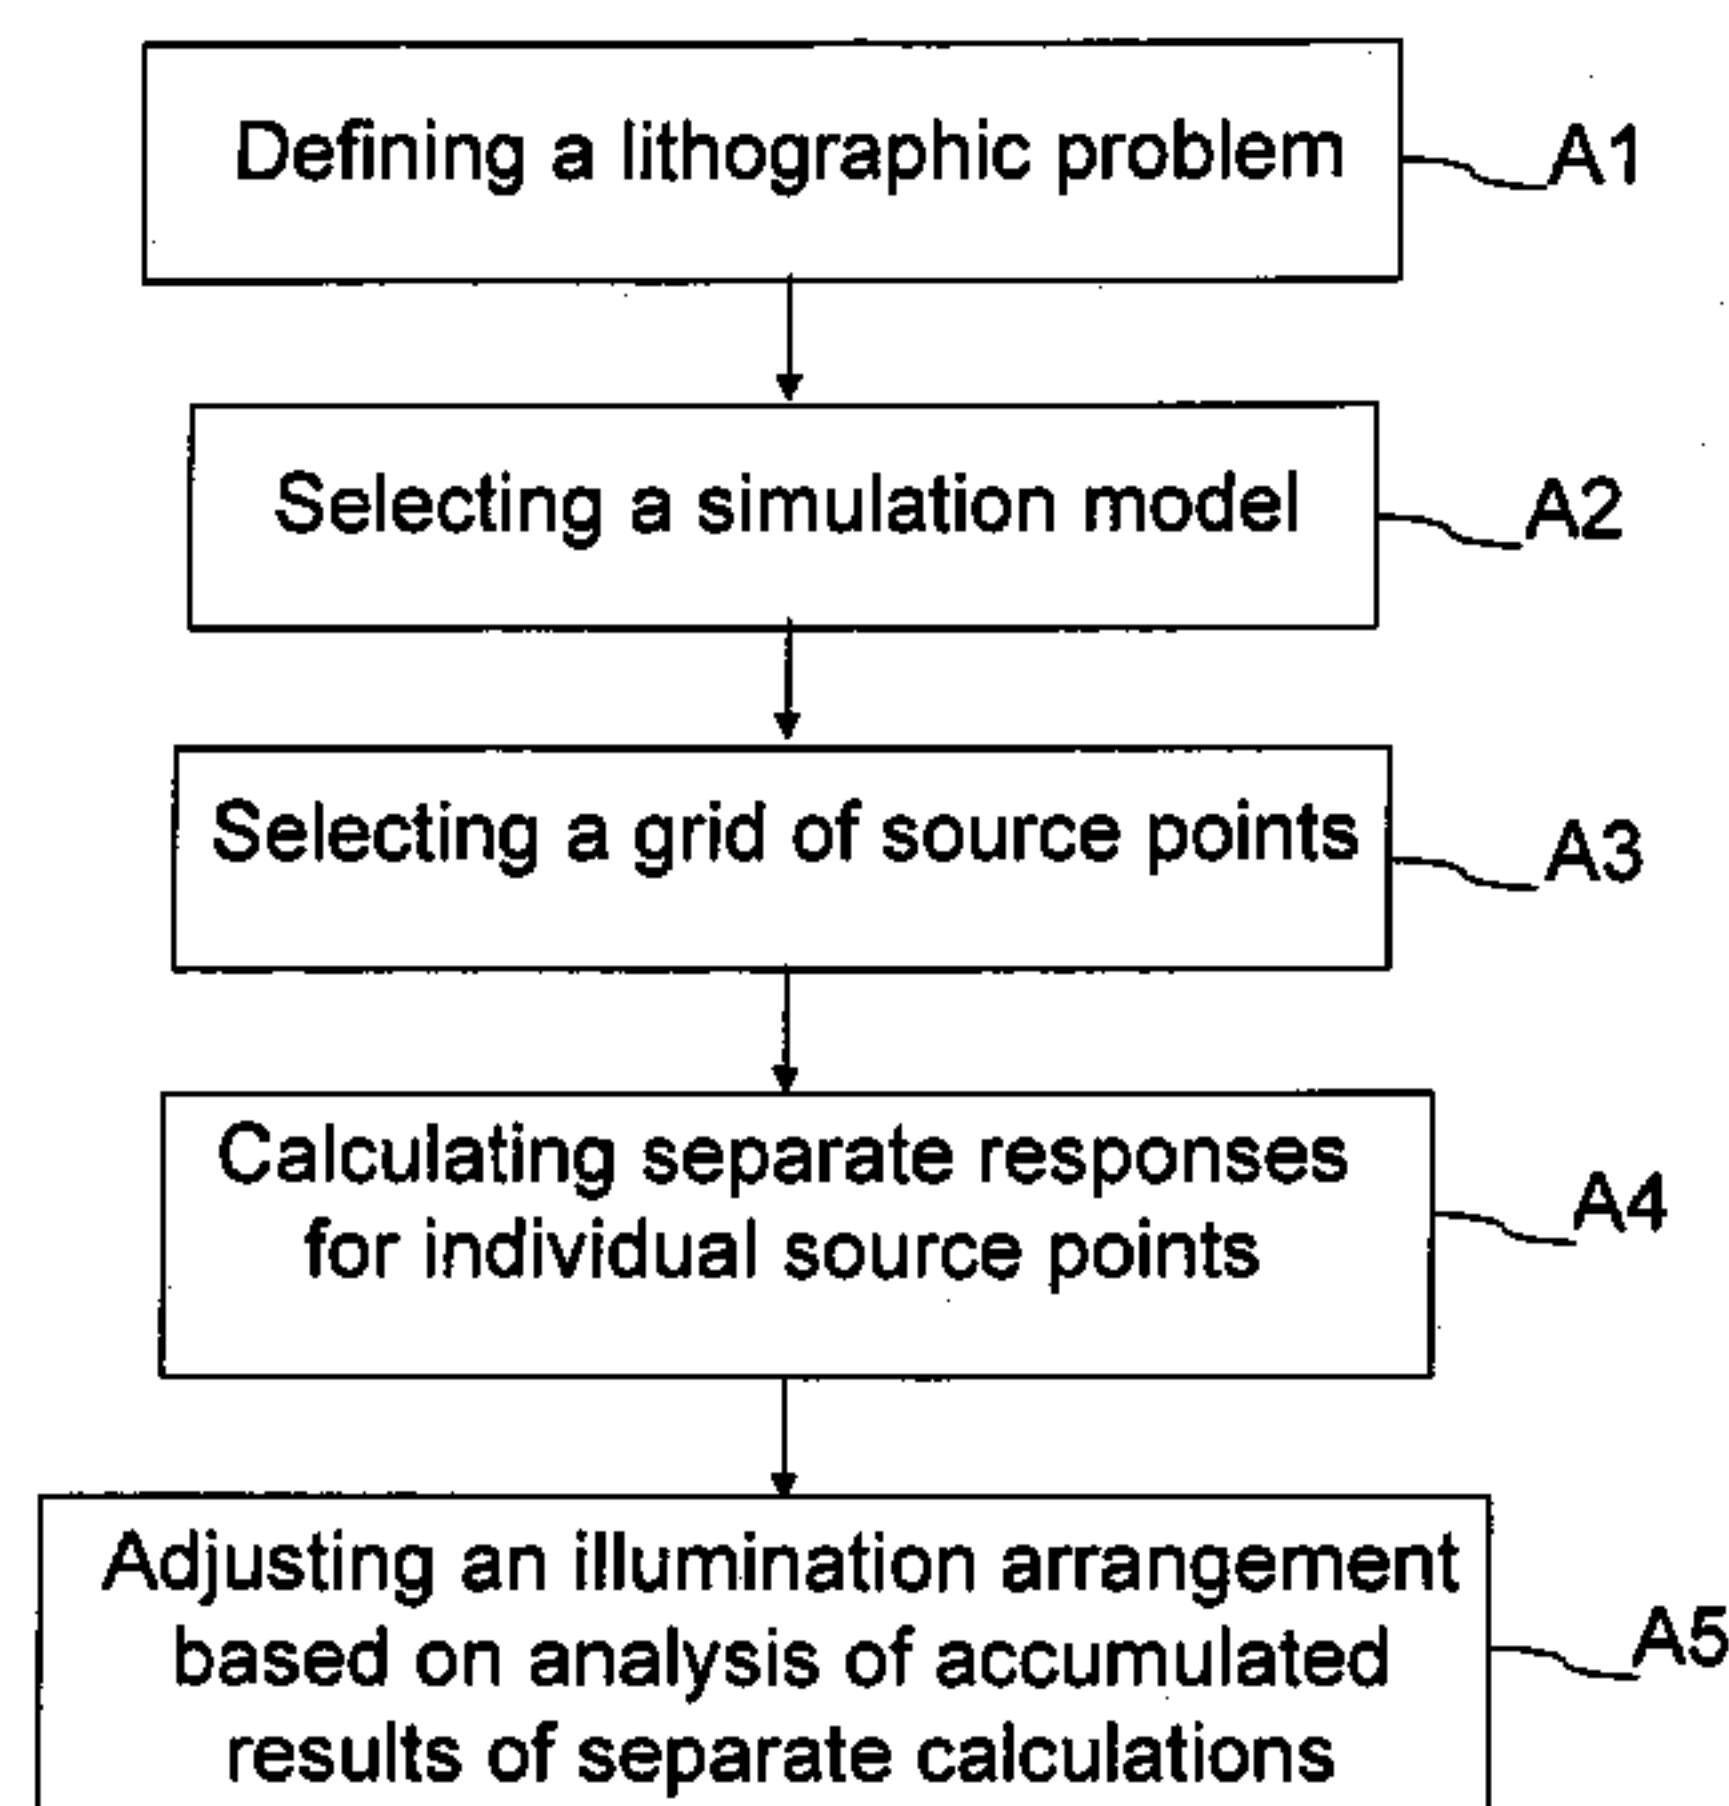 Defining a lithographic problem
A1
Selecting a simulation model
A2
Selecting a grid of source points
A3
Calculating separate responses
for individual source points
A4
Adjusting an illumination arrangement
based on analysis of accumulated
results of separate calculations
A5